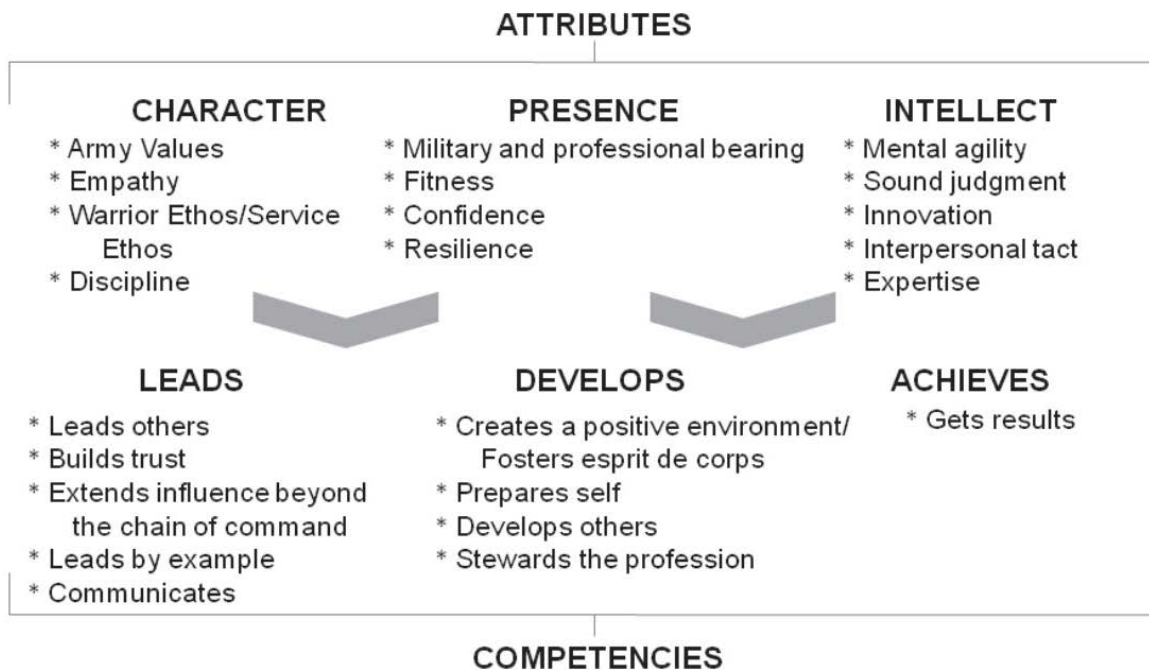 ATTRIBUTES
CHARACTER
* Army Values
* Empathy
* Warrior Ethos/Service
Ethos
* Discipline
PRESENCE
* Military and professional bearing
* Fitness
* Confidence
* Resilience
INTELLECT
* Mental agility
* Sound judgment
* Innovation
* Interpersonal tact
* Expertise
LEADS
* Leads others
* Builds trust
* Extends influence beyond
the chain of command
* Leads by example
* Communicates
DEVELOPS
* Creates a positive environment/
Fosters esprit de corps
* Prepares self
* Develops others
* Stewards the profession
ACHIEVES
* Gets results
COMPETENCIES